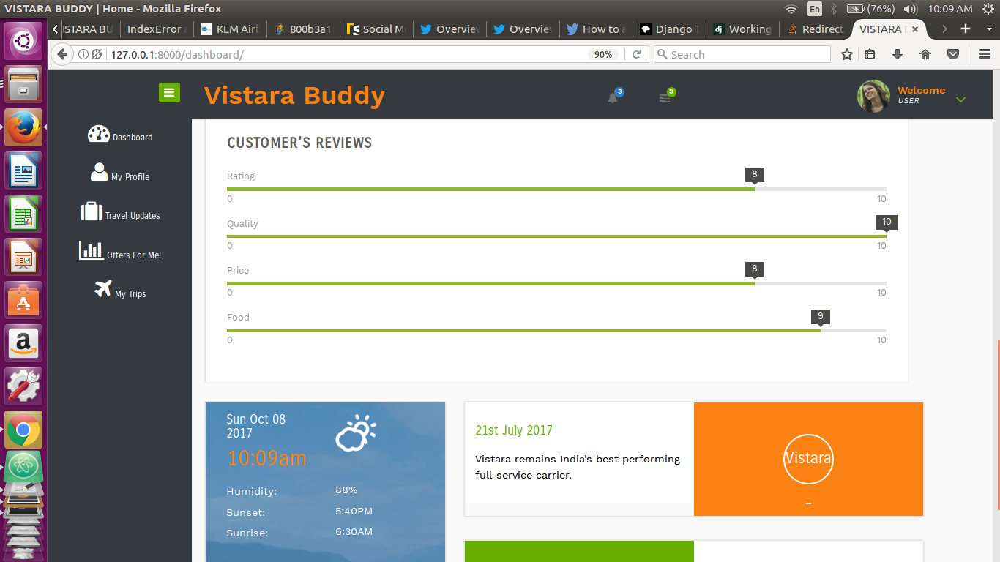 VISTARA BUDDY | Home - Mozilla Firefox
En
(76%)
10:09 AM
ISTARA BU
IndexError
KLM Airl
800b3a1
Social M
Overview
Overview
How to a
Django T
Working
Redirect
VISTARA
127.0.0.1:8000/dashboard/
90%
Search
Vistara Buddy
3
9
Welcome
USER
Dashboard
My Profile
Travel Updates
Offers For Me!
My Trips
CUSTOMER'S REVIEWS
Rating
8
0
10
Quality
10
0
10
Price
8
0
10
Food
9
0
10
Sun Oct 08
2017
10:09am
Humidity: 88%
Sunset: 5:40PM
Sunrise: 6:30AM
21st July 2017
Vistara remains India’s best performing
full-service carrier.
Vistara
–